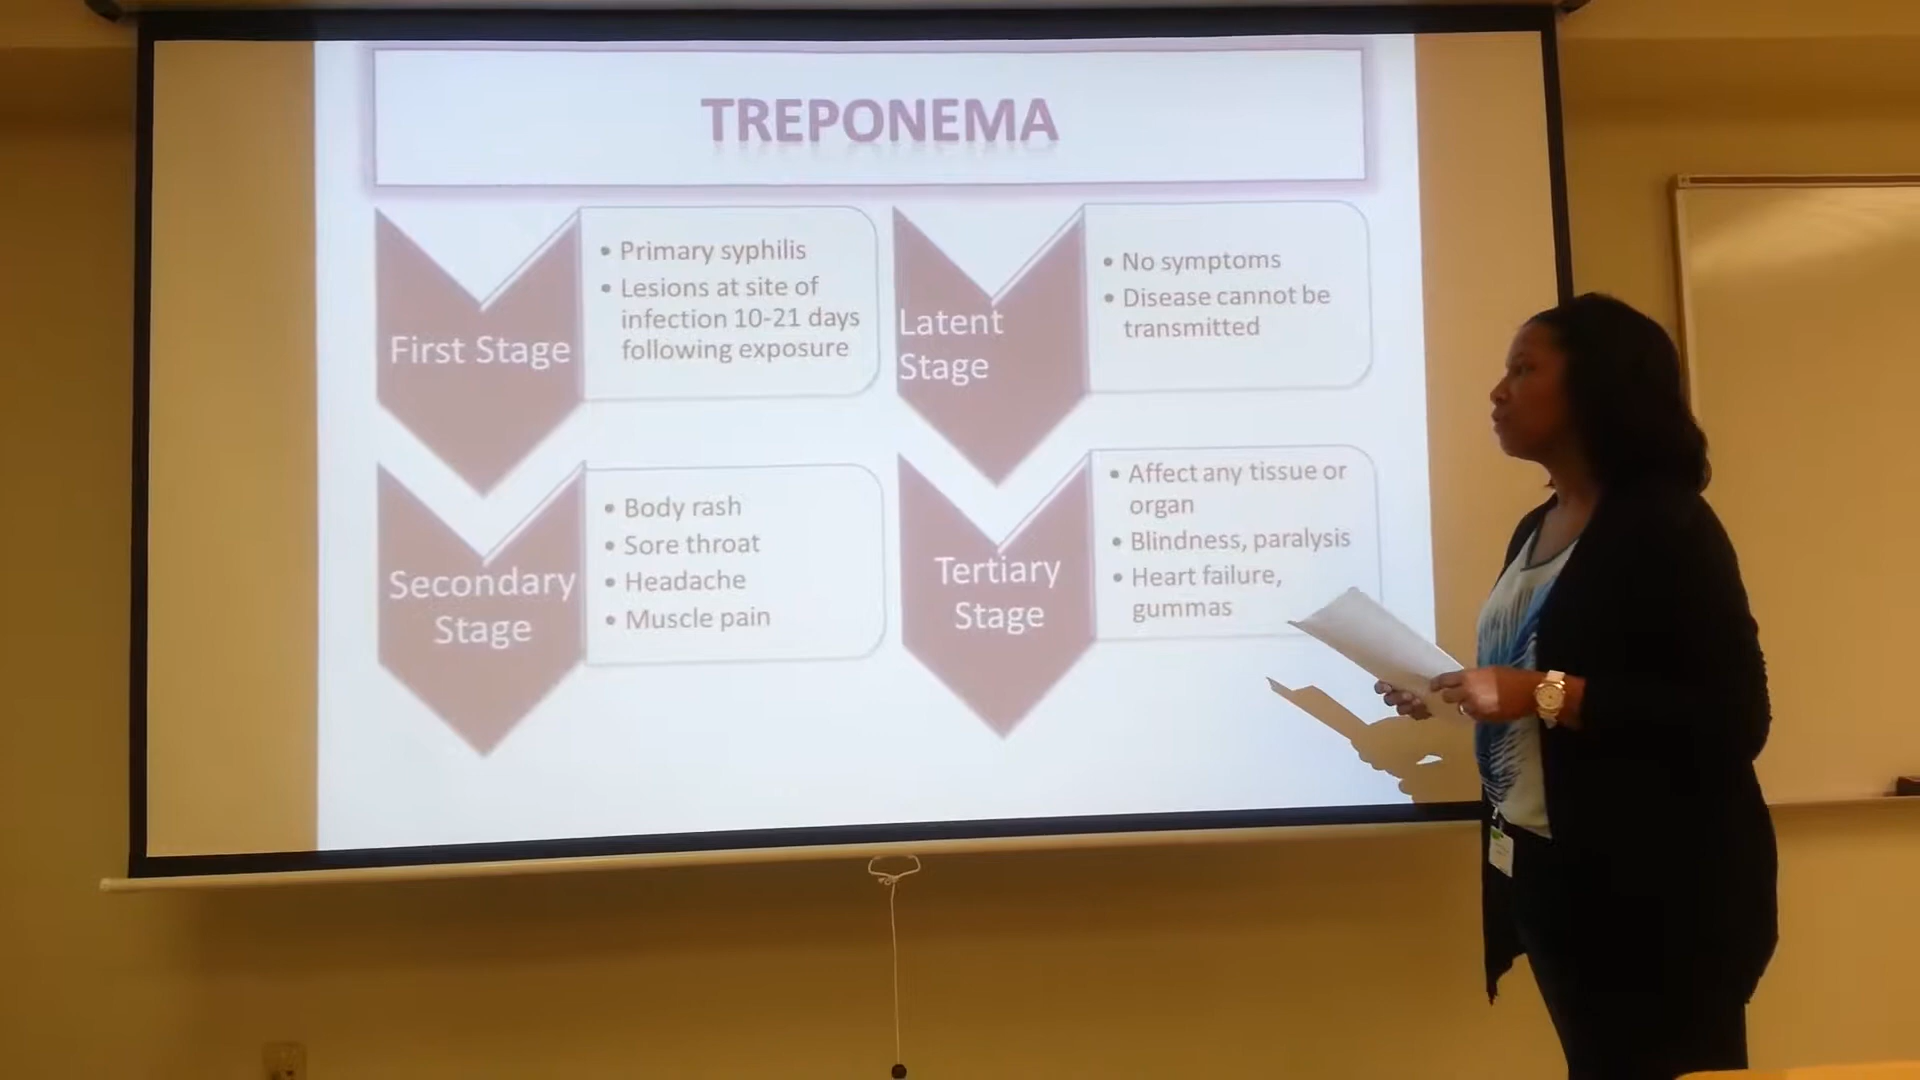 TREPONEMA
First Stage
• Primary syphilis
• Lesions at site of
infection 10-21 days
following exposure
Secondary
Stage
• Body rash
• Sore throat
• Headache
• Muscle pain
Latent
Stage
• No symptoms
• Disease cannot be
transmitted
Tertiary
Stage
• Affect any tissue or
organ
• Blindness, paralysis
• Heart failure,
gummas